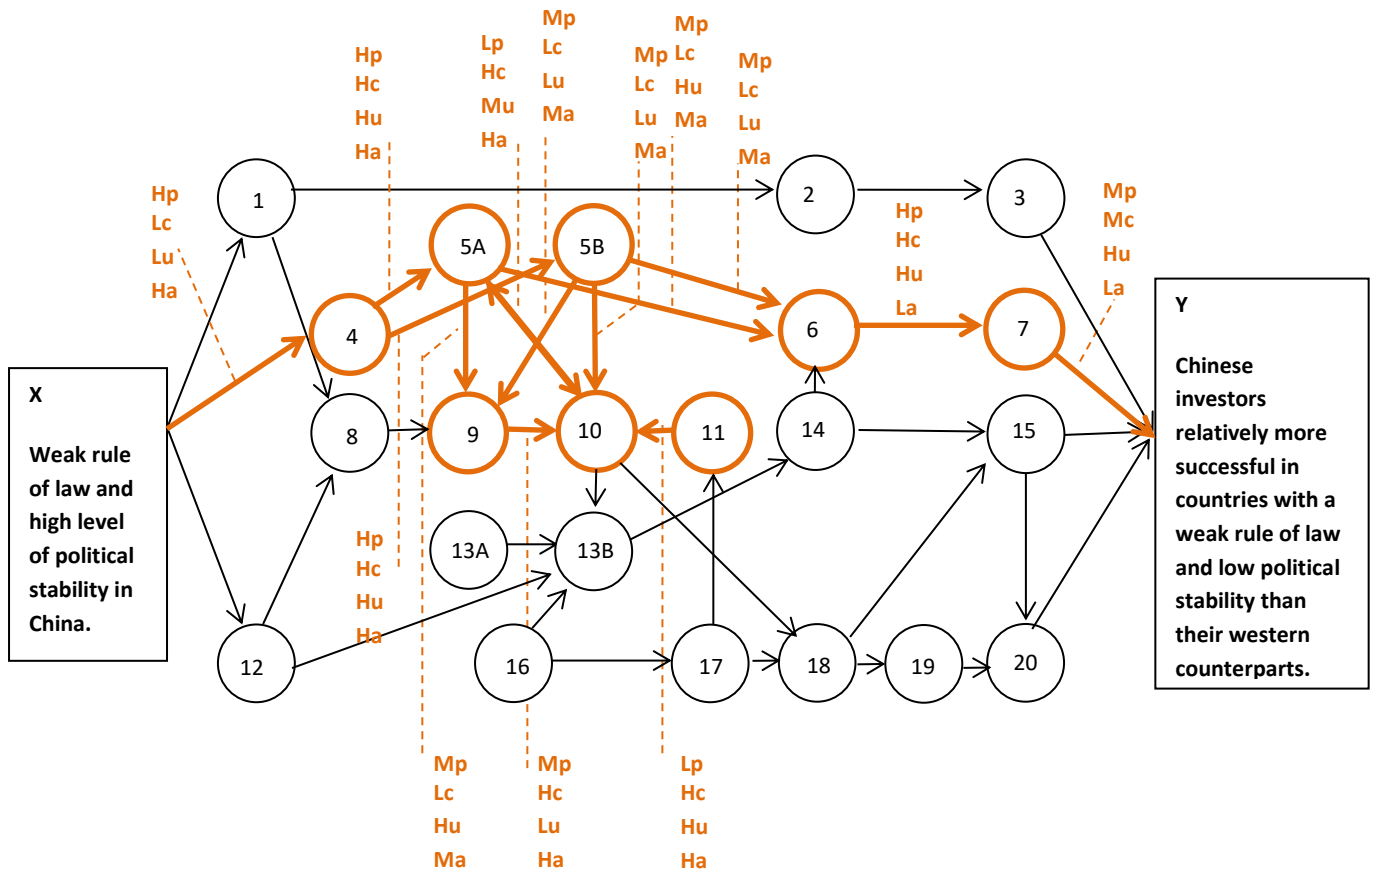 Mp
Lc
Lu
Ma
Mp
Lc
Hu
Ma
Lp
Hc
Mu
Ha
Hp
Hc
Hu
Ha
Mp
Lc
Lu
Ma
Mp
Lc
Lu
Ma
Hp
Lc
Lu
Ha
Mp
Mc
Hu
La
Hp
Hc
Hu
La
1
2
3
5A
5B
4
6
7
8
9
10
11
14
15
13A
13B
12
16
17
18
19
20
X
Weak rule
of law and
high level
of political
stability in
China.
Y
Chinese
investors
relatively more
successful in
countries with a
weak rule of law
and low political
stability than
their western
counterparts.
Hp
Hc
Hu
Ha
Mp
Lc
Hu
Ma
Mp
Hc
Lu
Ha
Lp
Hc
Hu
Ha